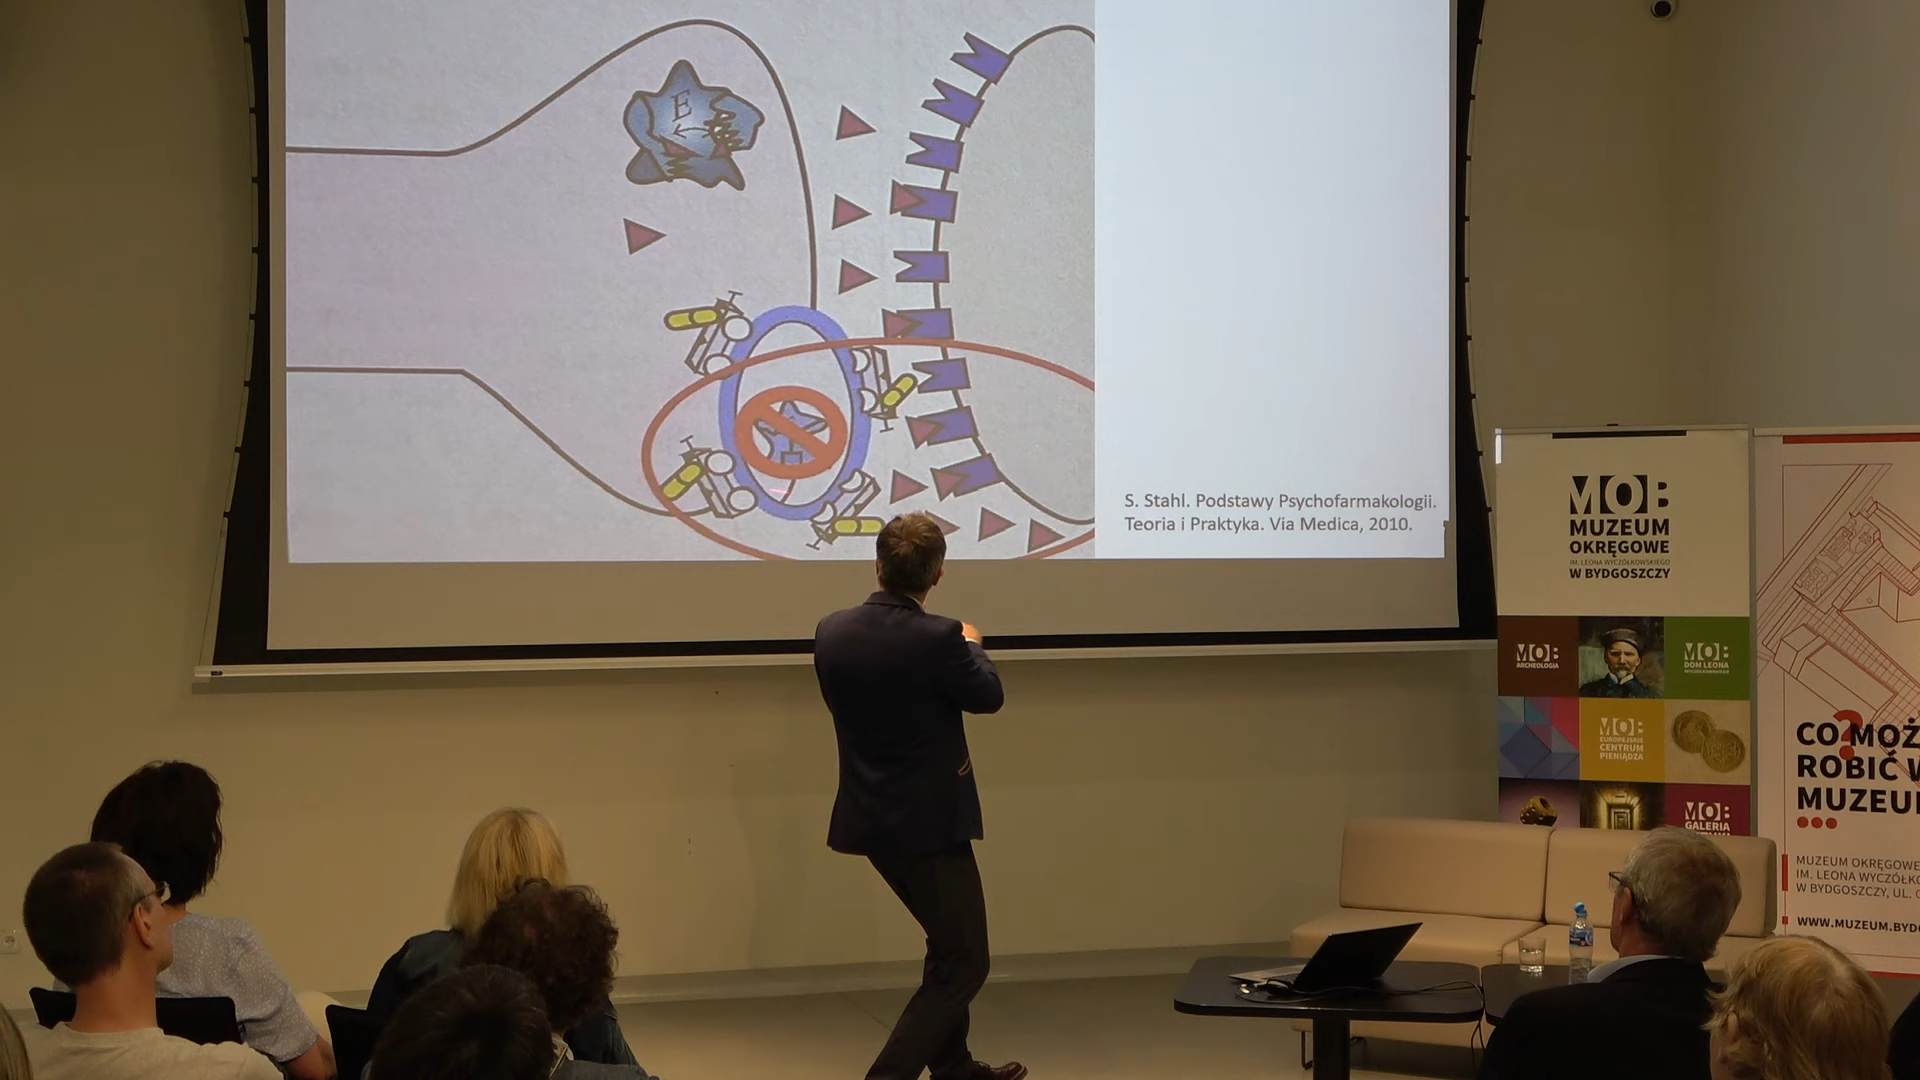 E
S. Stahl. Podstawy Psychofarmakologii.
Teoria i Praktyka. Via Medica, 2010.
MOB
MUZEUM
OKRĘGOWE
IM. LEONA WYCZÓŁKOWSKIEGO
W BYDGOSZCZY
MOB
ARCHEOLOGIA
MOB
DOM LEONA
WYCZÓŁKOWSKIEGO
MOB
EUROPEJSKIE
CENTRUM
PIENIĄDZA
MOB
GALERIA
?
CO MOŻ
ROBIĆ W
MUZEU
MUZEUM OKRĘGOWE
IM. LEONA WYCZÓŁKO
W BYDGOSZCZY, UL.
WWW.MUZEUM.BYD